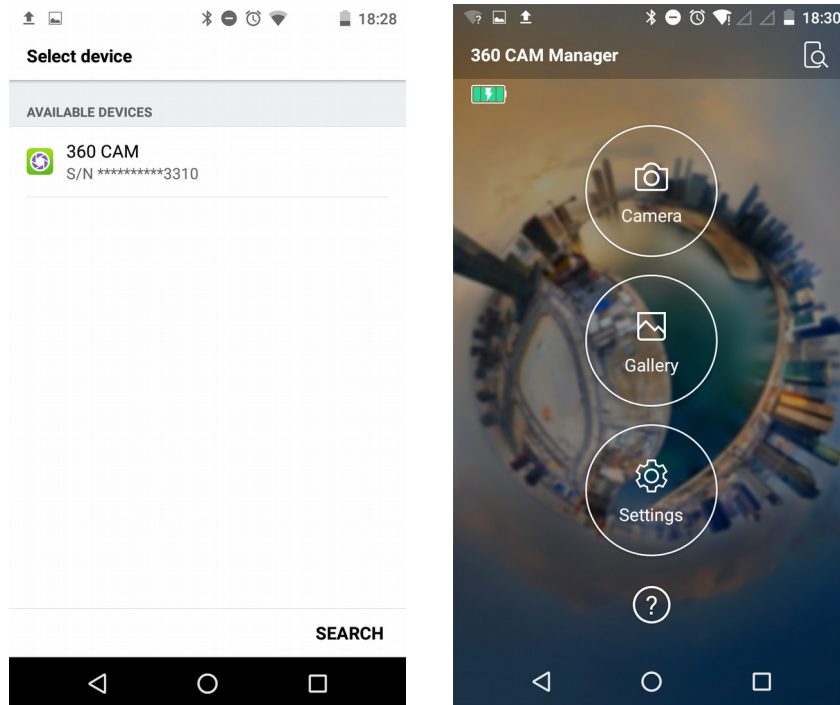 18:28
Select device
AVAILABLE DEVICES
360 CAM
S/N **********3310
SEARCH
18:30
360 CAM Manager
Camera
Gallery
Settings
?